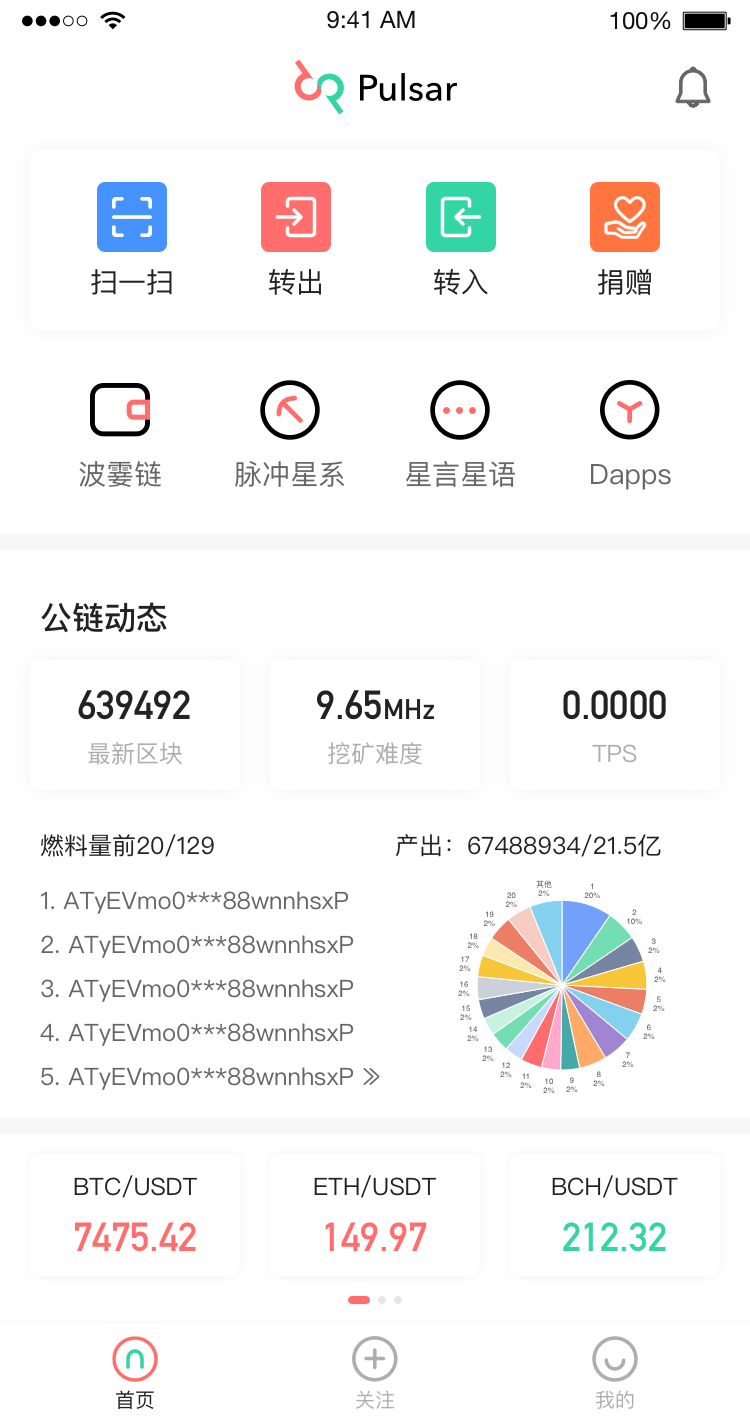 9:41 AM 100%
Pulsar
扫一扫 转出 转入 捐赠
波霎链 脉冲星系 星言星语 Dapps
公链动态
639492 9.65MHz 0.0000
最新区块 挖矿难度 TPS
燃料量前20/129 产出：67488934/21.5亿
1. ATyEVmo0***88wnnhsxP
2. ATyEVmo0***88wnnhsxP
3. ATyEVmo0***88wnnhsxP
4. ATyEVmo0***88wnnhsxP
5. ATyEVmo0***88wnnhsxP
1
20%
2
10%
3
2%
4
2%
5
2%
6
2%
7
2%
8
2%
9
2%
10
2%
11
2%
12
2%
13
2%
14
2%
15
2%
16
2%
17
2%
18
2%
19
2%
20
2%
其他
2%
BTC/USDT ETH/USDT BCH/USDT
7475.42 149.97 212.32
首页 关注 我的